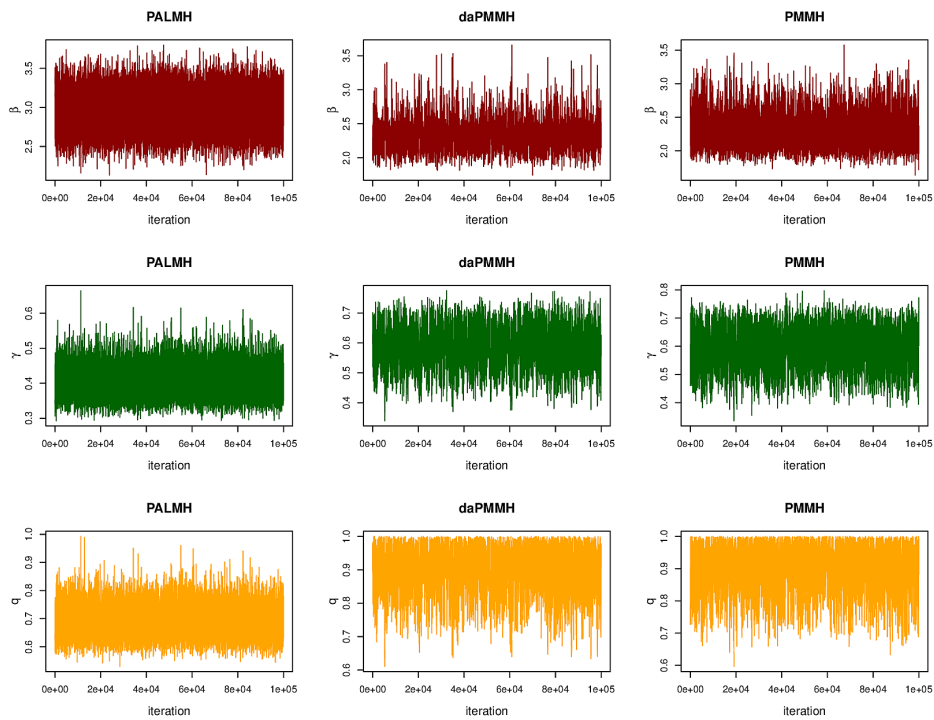 PALMH daPMMH PMMH
3.5 3.5 3.5
3.0 3.0 3.0
2.5 2.5 2.5
2.0 2.0
β β β
0e+00 2e+04 4e+04 6e+04 8e+04 1e+05 0e+00 2e+04 4e+04 6e+04 8e+04 1e+05 0e+00 2e+04 4e+04 6e+04 8e+04 1e+05
iteration iteration iteration
PALMH daPMMH PMMH
0.6 0.7 0.8
0.5 0.6 0.7
0.4 0.5 0.6
0.3 0.4 0.5
0.4
γ γ γ
0e+00 2e+04 4e+04 6e+04 8e+04 1e+05 0e+00 2e+04 4e+04 6e+04 8e+04 1e+05 0e+00 2e+04 4e+04 6e+04 8e+04 1e+05
iteration iteration iteration
PALMH daPMMH PMMH
1.0 1.0 1.0
0.9 0.9 0.9
0.8 0.8 0.8
0.7 0.7 0.7
0.6 0.6 0.6
q q q
0e+00 2e+04 4e+04 6e+04 8e+04 1e+05 0e+00 2e+04 4e+04 6e+04 8e+04 1e+05 0e+00 2e+04 4e+04 6e+04 8e+04 1e+05
iteration iteration iteration